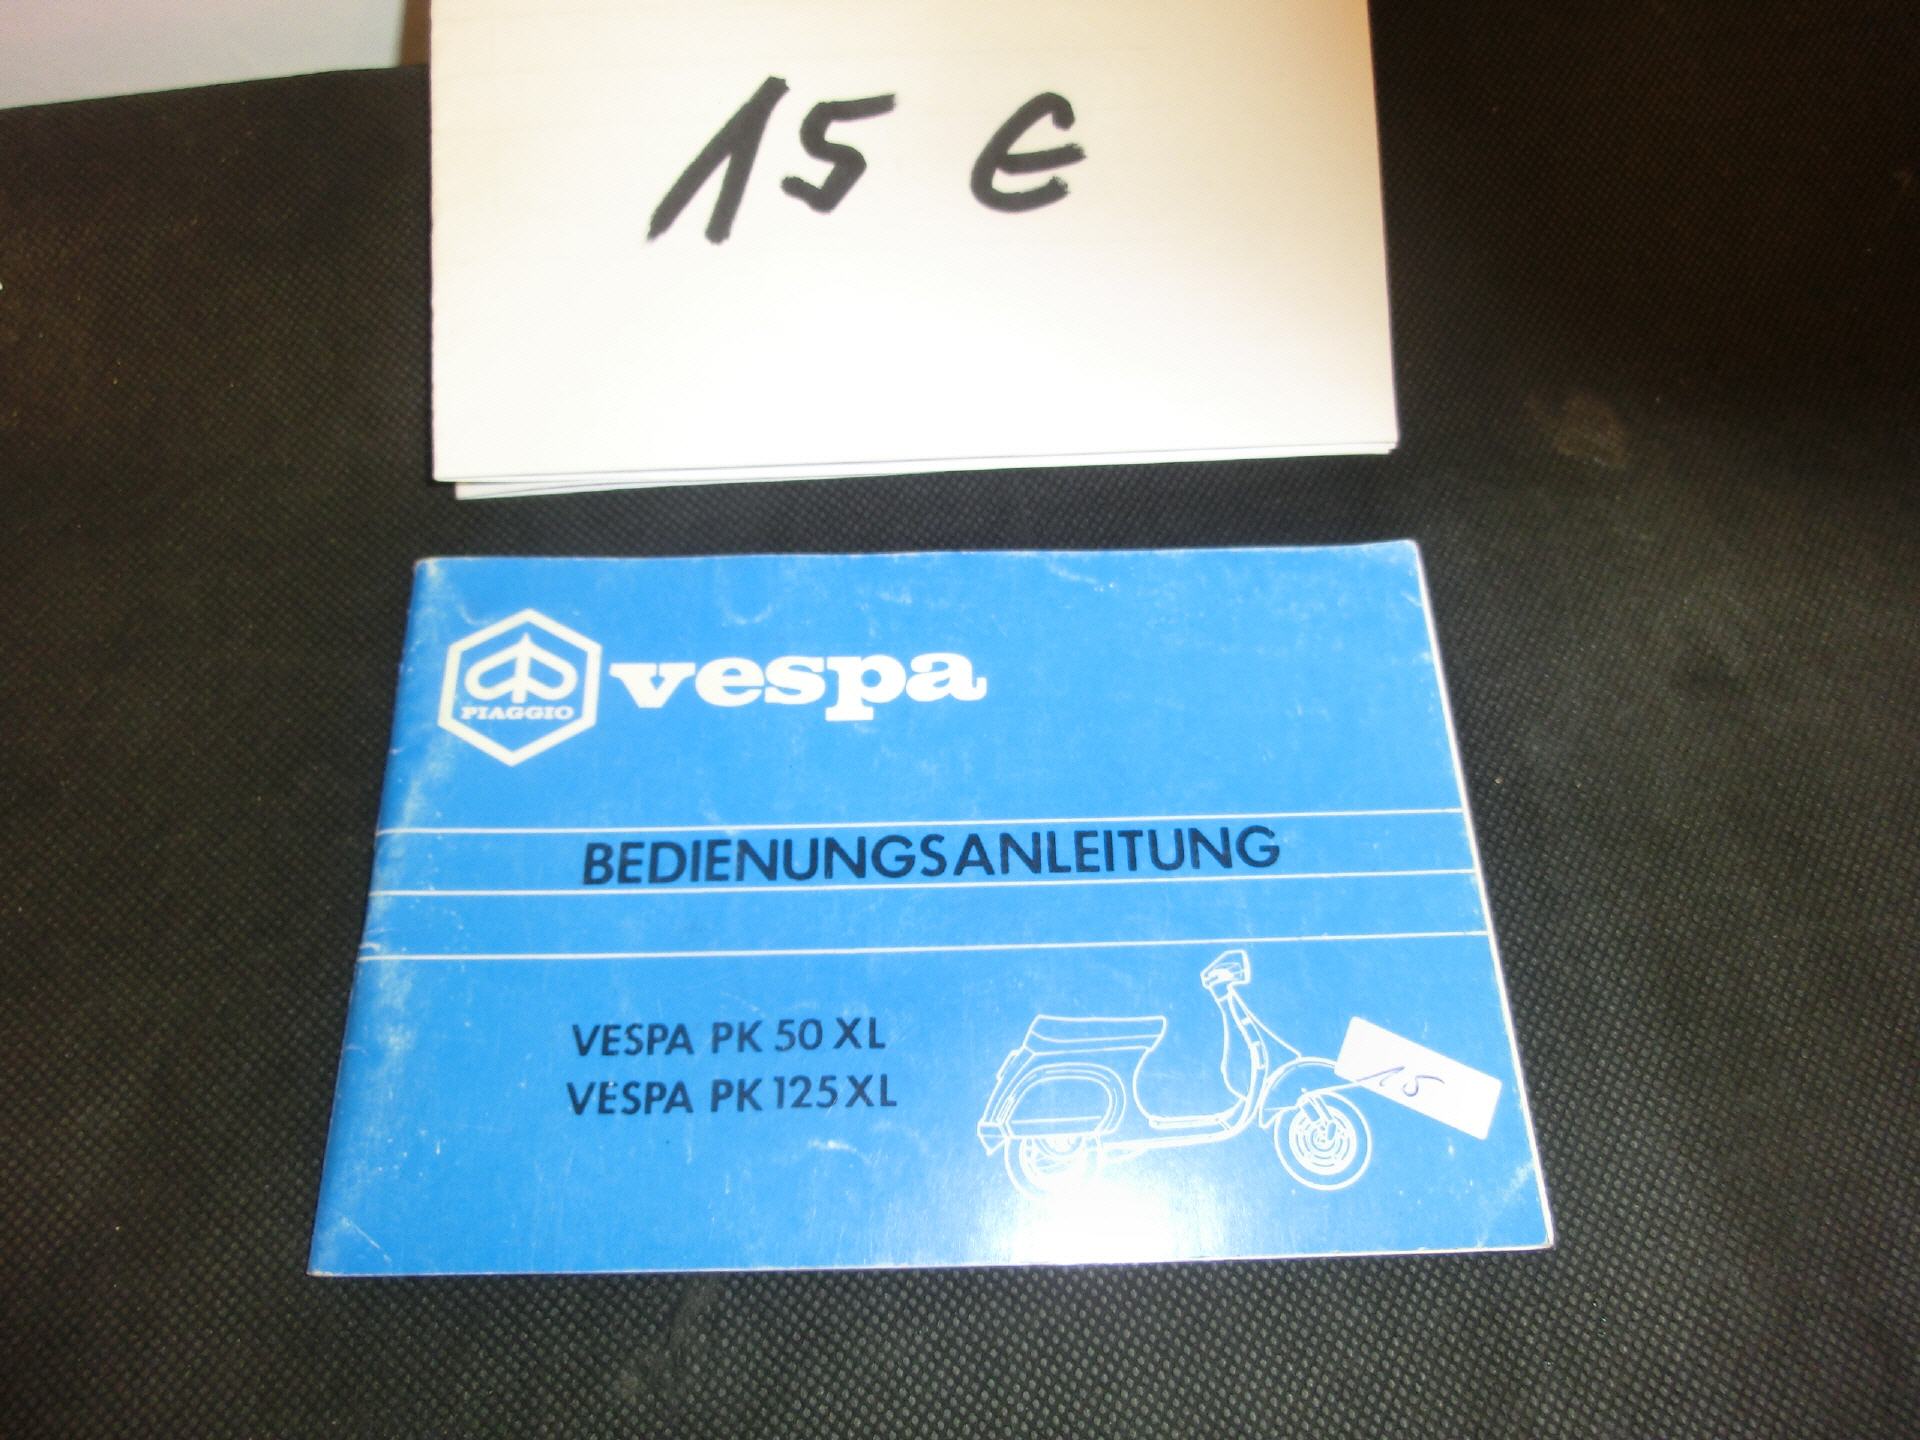 15 €
PIAGGIO
vespa
BEDIENUNGSANLEITUNG
VESPA PK 50 XL
VESPA PK 125 XL
15